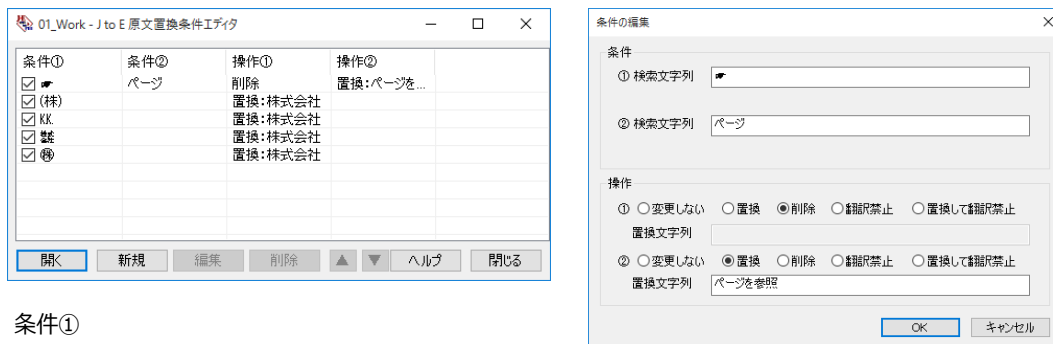 01_Work - J to E 原文置換条件エディタ
条件① 条件② 操作① 操作②
☛ ページ 削除 置換:ページを...
(株) 置換:株式会社
KK. 置換:株式会社
㍿ 置換:株式会社
㊑ 置換:株式会社
開く 新規 編集 削除 ▲ ▼ ヘルプ 閉じる
条件①
条件の編集
条件
① 検索文字列 ☛
② 検索文字列 ページ
操作
① 変更しない 置換 削除 翻訳禁止 置換して翻訳禁止
置換文字列
② 変更しない 置換 削除 翻訳禁止 置換して翻訳禁止
置換文字列 ページを参照
OK キャンセル